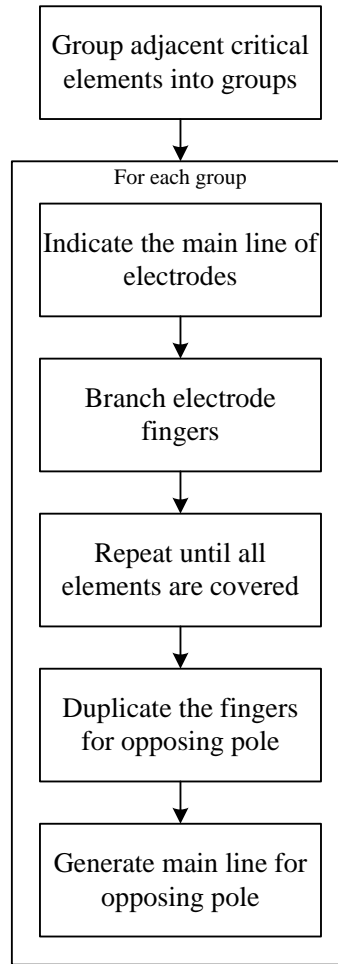 Group adjacent critical
elements into groups
For each group
Indicate the main line of
electrodes
Branch electrode
fingers
Repeat until all
elements are covered
Duplicate the fingers
for opposing pole
Generate main line for
opposing pole